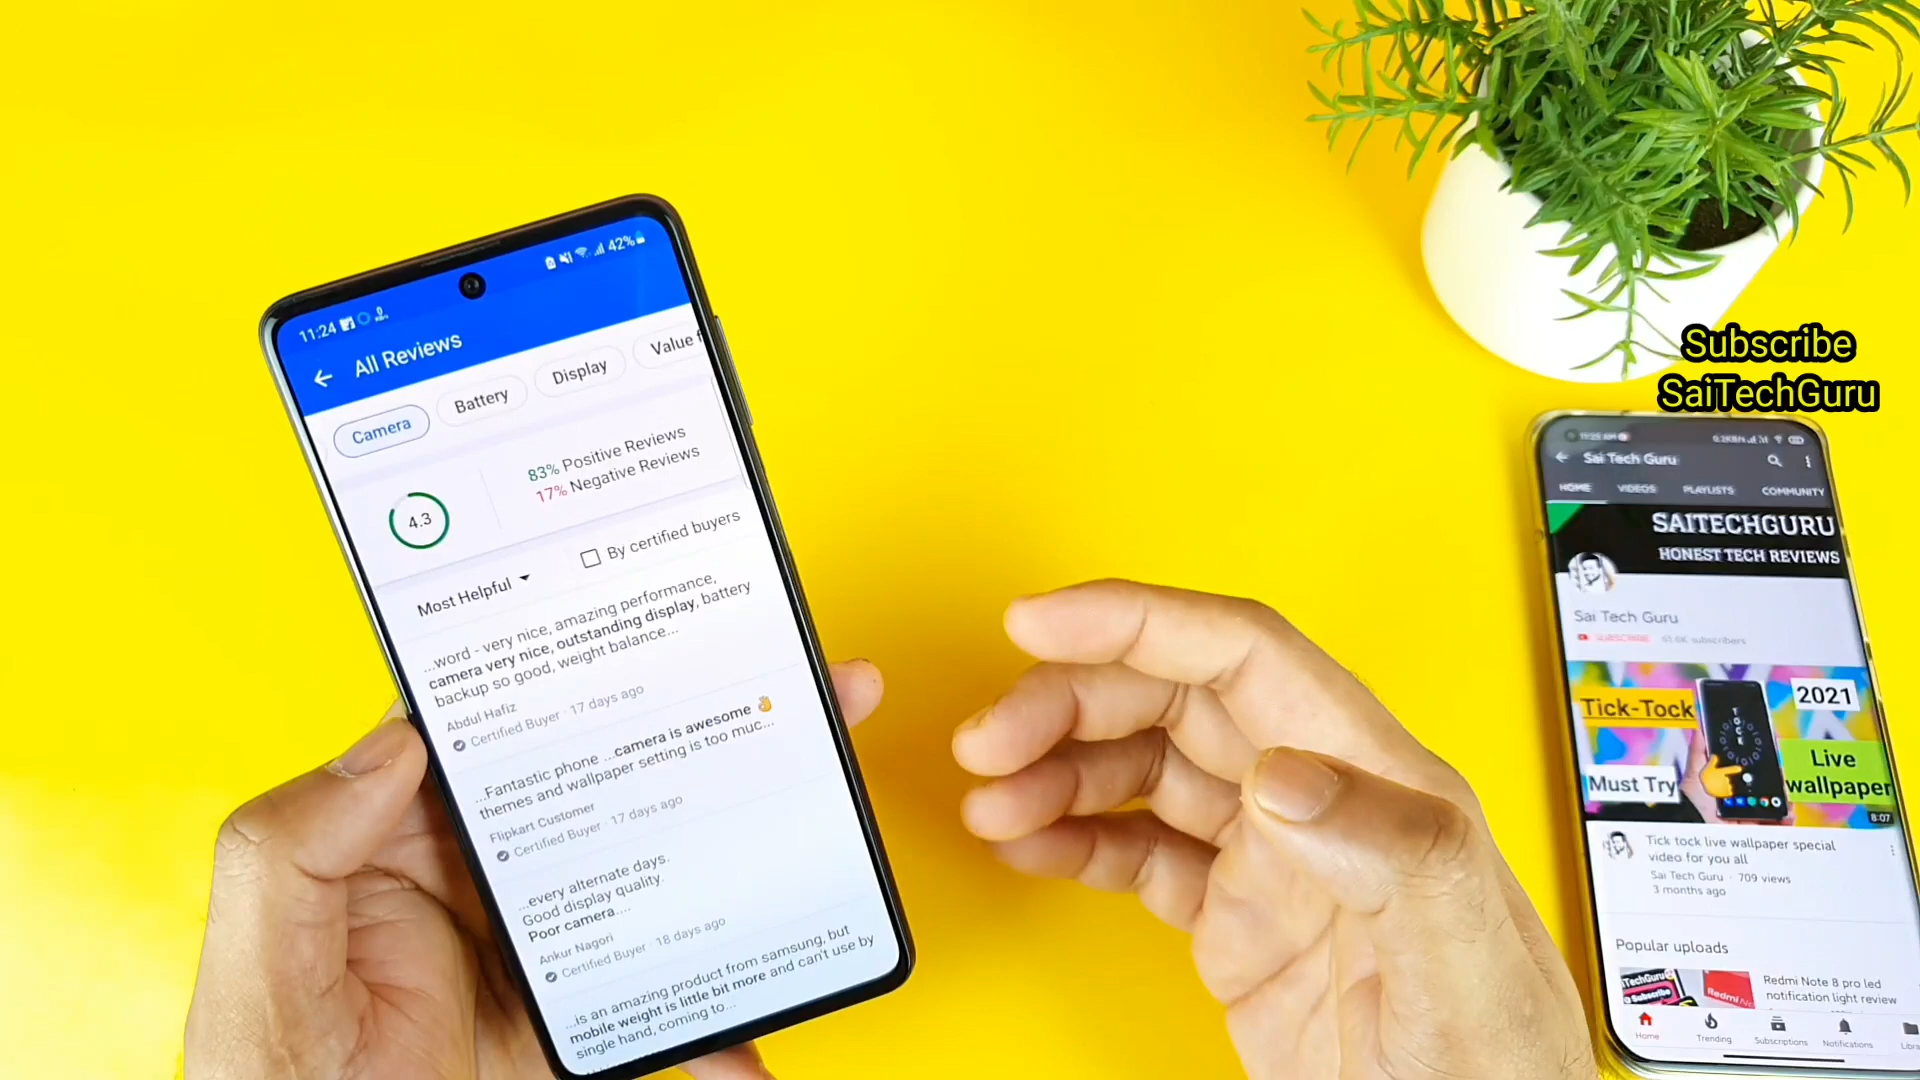 11:24
42%
All Reviews
Camera
Battery
Display
Value f
4.3
83% Positive Reviews
17% Negative Reviews
Most Helpful
By certified buyers
...word - very nice, amazing performance,
camera very nice, outstanding display, battery
backup so good, weight balance...
Abdul Hafiz
Certified Buyer · 17 days ago
...Fantastic phone ...camera is awesome 👌
themes and wallpaper setting is too muc...
Flipkart Customer
Certified Buyer · 17 days ago
...every alternate days.
Good display quality.
Poor camera....
Ankur Nagori
Certified Buyer · 18 days ago
...is an amazing product from samsung, but
mobile weight is little bit more and can't use by
single hand, coming to...
Subscribe
SaiTechGuru
Sai Tech Guru
HOME VIDEOS PLAYLISTS COMMUNITY
SAITECHGURU
HONEST TECH REVIEWS
Sai Tech Guru
SUBSCRIBE 61.6K subscribers
Tick-Tock
2021
Must Try
Live
wallpaper
8:07
Tick tock live wallpaper special
video for you all
Sai Tech Guru · 709 views
3 months ago
Popular uploads
Subscribe
Redmi Note 8 pro led
notification light review
Home Trending Subscriptions Notifications Libra